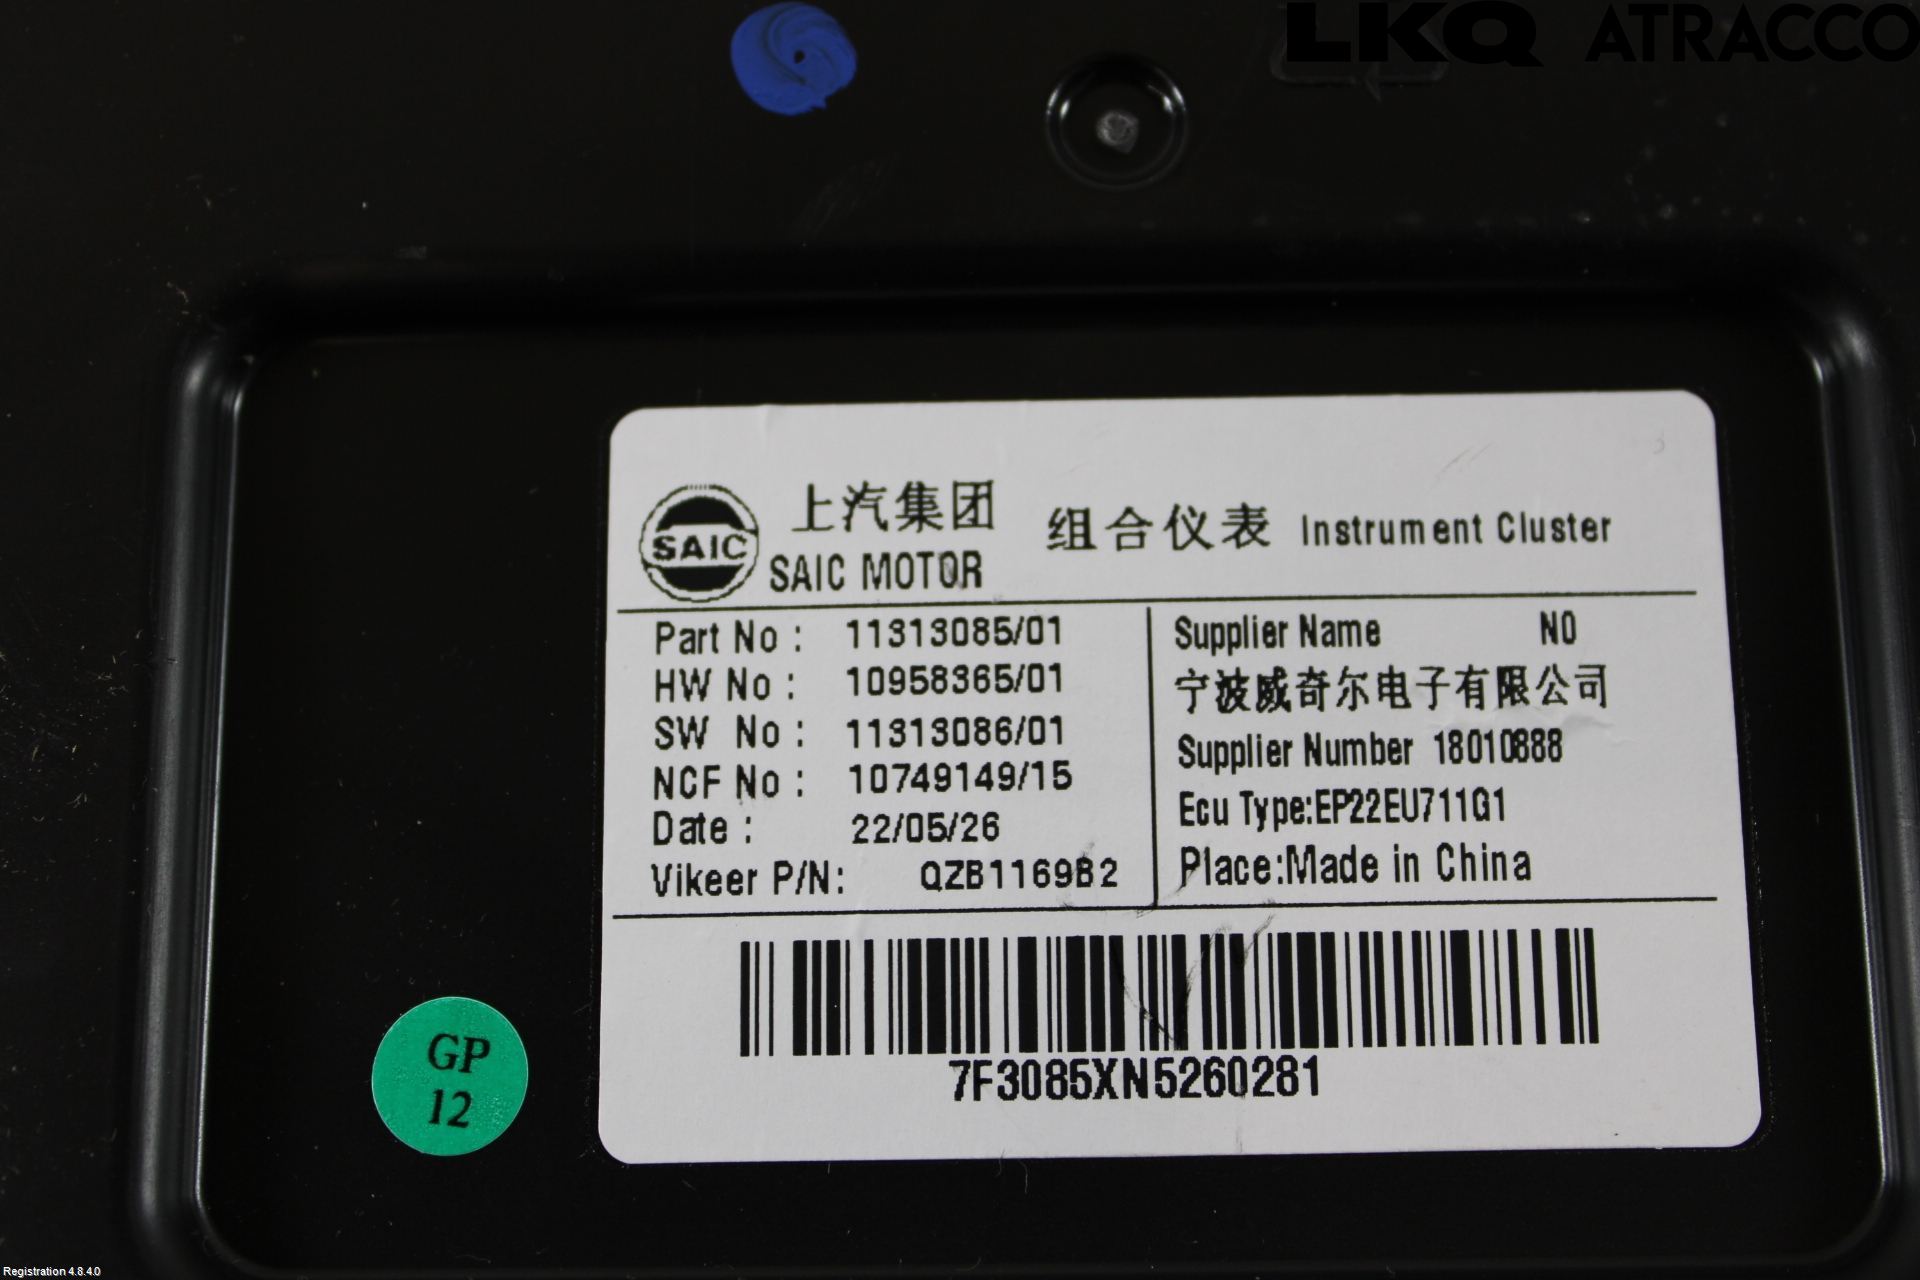 LKQ ATRACCO
SAIC
上汽集团
SAIC MOTOR
组合仪表 Instrument Cluster
Part No : 11313085/01
HW No : 10958365/01
SW No : 11313086/01
NCF No : 10749149/15
Date : 22/05/26
Vikeer P/N: QZB1169B2
Supplier Name NO
宁波威奇尔电子有限公司
Supplier Number 18010888
Ecu Type:EP22EU711G1
Place:Made in China
7F3085XN5260281
GP
12
Registration 4.8.4.0